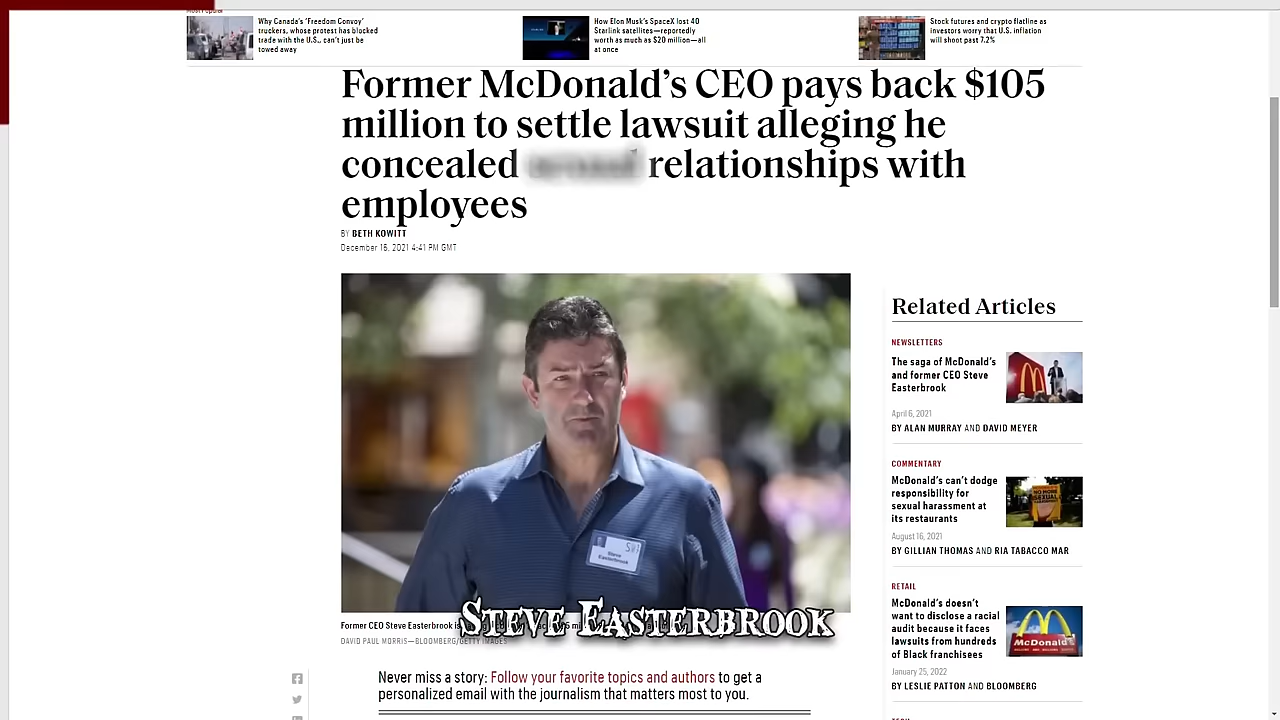 Most Popular
Why Canada's 'Freedom Convoy'
truckers, whose protest has blocked
trade with the U.S., can't just be
towed away
How Elon Musk's SpaceX lost 40
Starlink satellites—reportedly
worth as much as $20 million—all
at once
Stock futures and crypto flatline as
investors worry that U.S. inflation
will shoot past 7.2%
Former McDonald's CEO pays back $105
million to settle lawsuit alleging he
concealed relationships with
employees
BY BETH KOWITT
December 16, 2021 4:41 PM GMT
Steve
Easterbrook
STEVE EASTERBROOK
Former CEO Steve Easterbrook
DAVID PAUL MORRIS—BLOOMBERG/GETTY IMAGES
Never miss a story: Follow your favorite topics and authors to get a
personalized email with the journalism that matters most to you.
Related Articles
NEWSLETTERS
The saga of McDonald's
and former CEO Steve
Easterbrook
April 6, 2021
BY ALAN MURRAY AND DAVID MEYER
COMMENTARY
McDonald's can't dodge
responsibility for
sexual harassment at
its restaurants
NO MORE
SEXUAL
August 16, 2021
BY GILLIAN THOMAS AND RIA TABACCO MAR
RETAIL
McDonald's doesn't
want to disclose a racial
audit because it faces
lawsuits from hundreds
of Black franchisees
McDonald's
January 25, 2022
BY LESLIE PATTON AND BLOOMBERG